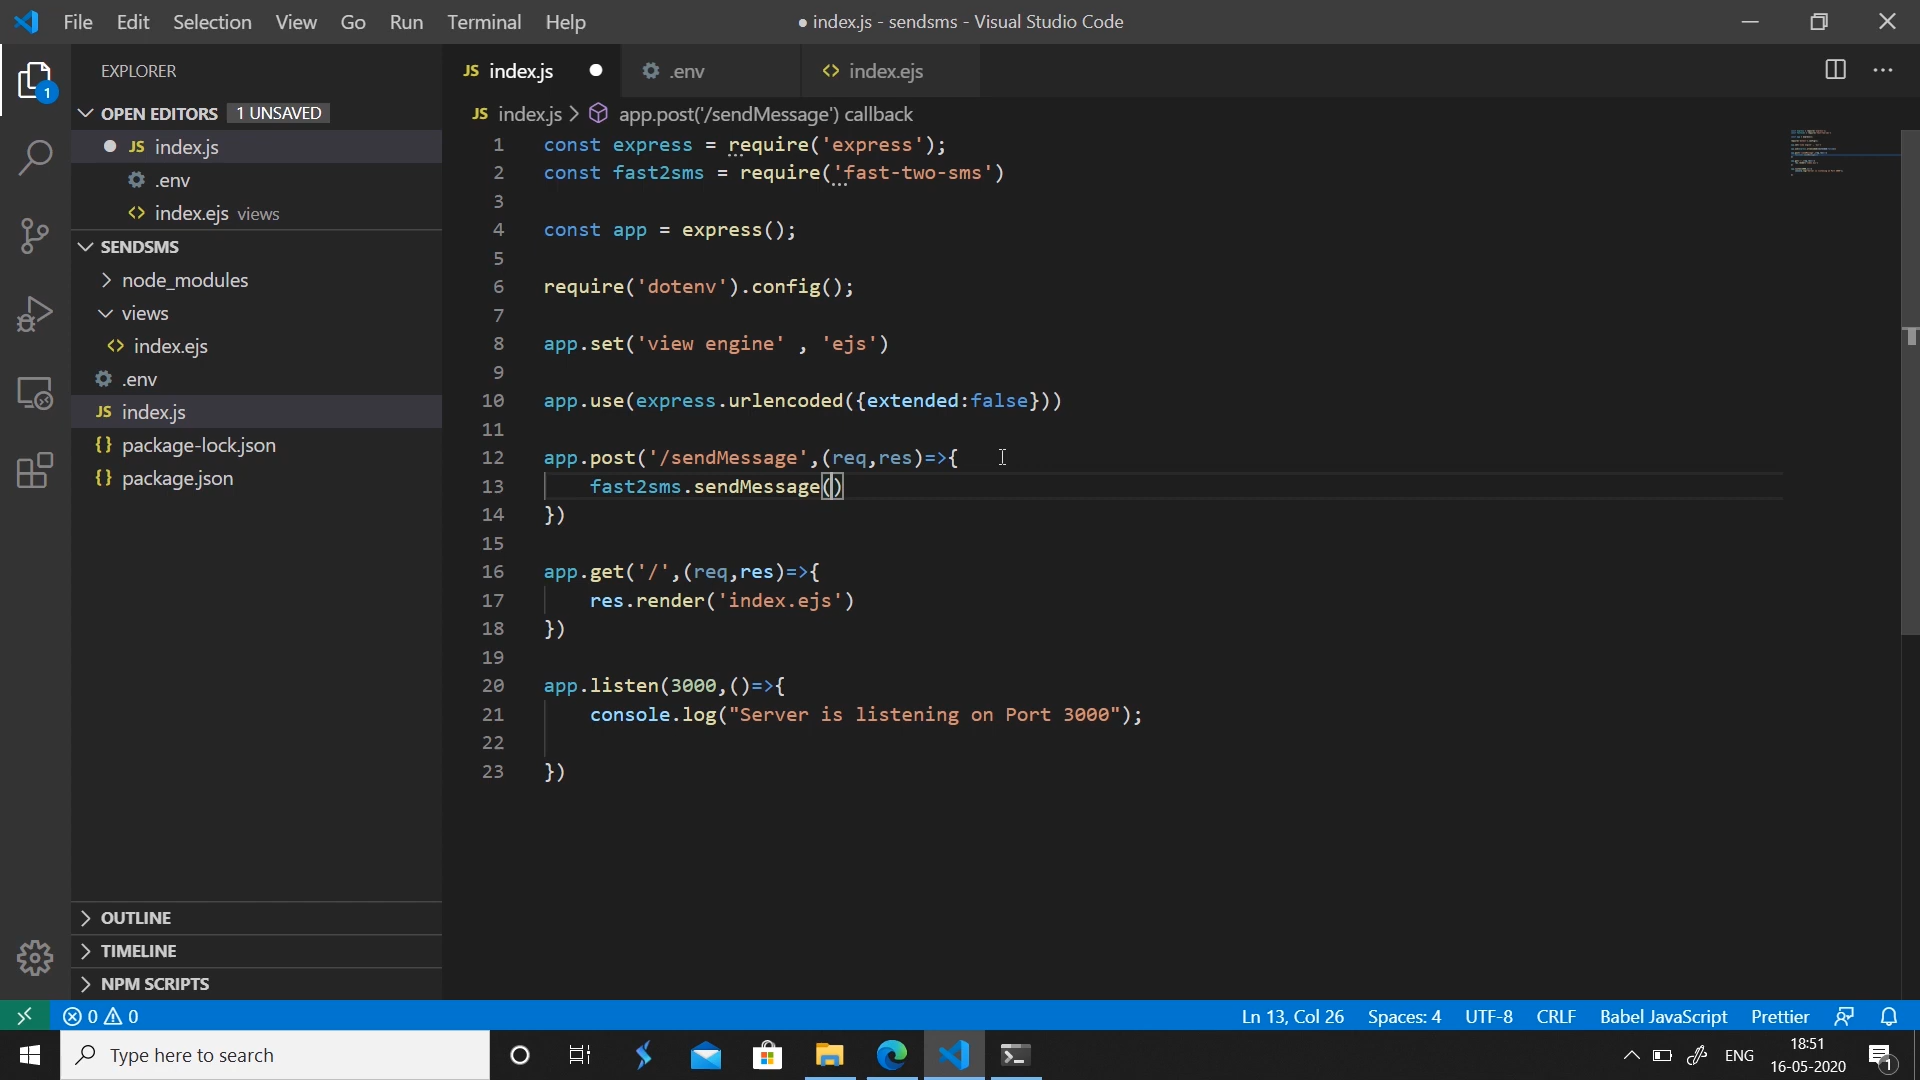 File Edit Selection View Go Run Terminal Help
● index.js - sendsms - Visual Studio Code
1
EXPLORER
OPEN EDITORS 1 UNSAVED
JS index.js
.env
index.ejs views
SENDSMS
node_modules
views
index.ejs
.env
JS index.js
{} package-lock.json
{} package.json
OUTLINE
TIMELINE
NPM SCRIPTS
JS index.js
.env
<> index.ejs
JS index.js > app.post('/sendMessage') callback
1 const express = require('express');
2 const fast2sms = require('fast-two-sms')
3
4 const app = express();
5
6 require('dotenv').config();
7
8 app.set('view engine' , 'ejs')
9
10 app.use(express.urlencoded({extended:false}))
11
12 app.post('/sendMessage',(req,res)=>{
13 fast2sms.sendMessage()
14 })
15
16 app.get('/',(req,res)=>{
17 res.render('index.ejs')
18 })
19
20 app.listen(3000,()=>{
21 console.log("Server is listening on Port 3000");
22
23 })
0 0
Ln 13, Col 26 Spaces: 4 UTF-8 CRLF Babel JavaScript Prettier
Type here to search
ENG
18:51
16-05-2020
1